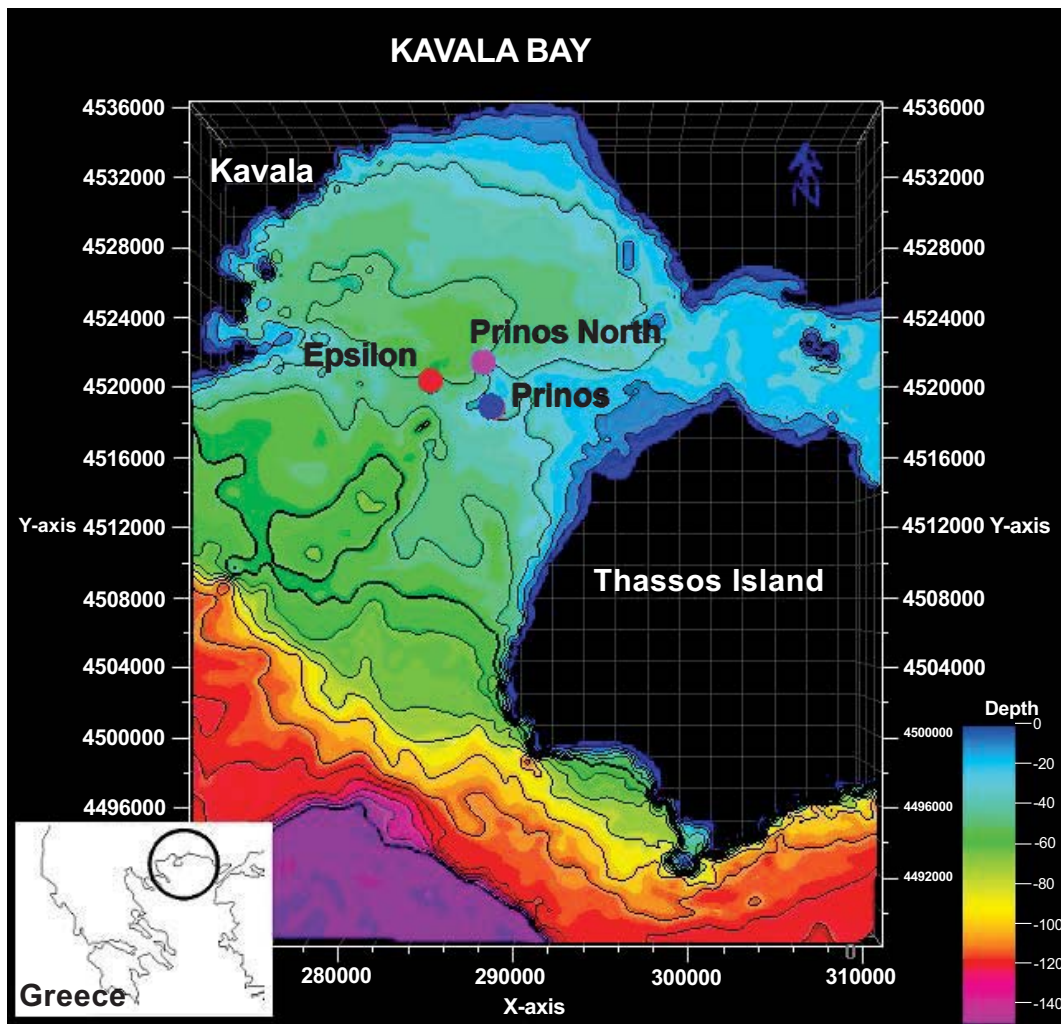 KAVALA BAY
4536000 4536000
Kavala
4532000 4532000
4528000 4528000
4524000 4524000
Prinos North
Epsilon
4520000 4520000
Prinos
4516000 4516000
Y-axis 4512000 4512000 Y-axis
Thassos Island
4508000 4508000
4504000 4504000
4500000 4500000
4496000 4496000
4492000
Depth
0
-20
-40
-60
-80
-100
-120
-140
280000 290000 300000 310000
X-axis
Greece